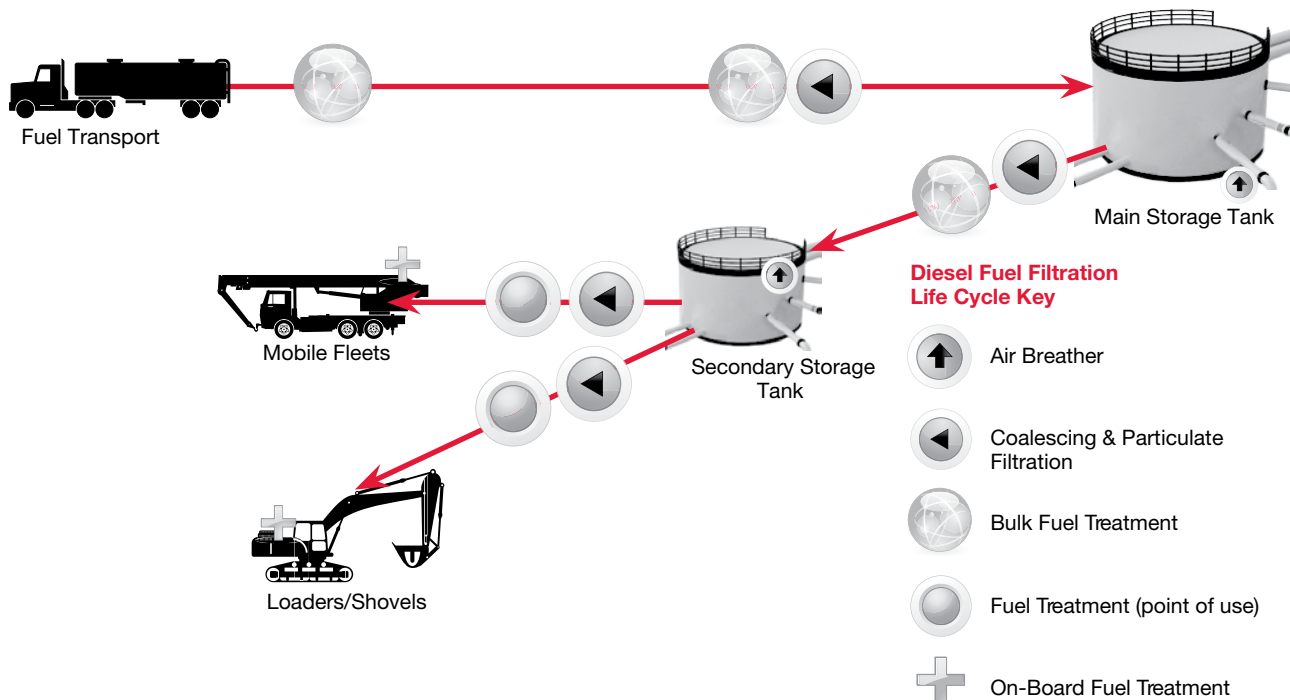 Fuel Transport
Main Storage Tank
Mobile Fleets
Secondary Storage
Tank
Loaders/Shovels
Diesel Fuel Filtration
Life Cycle Key
Air Breather
Coalescing & Particulate
Filtration
Bulk Fuel Treatment
Fuel Treatment (point of use)
On-Board Fuel Treatment